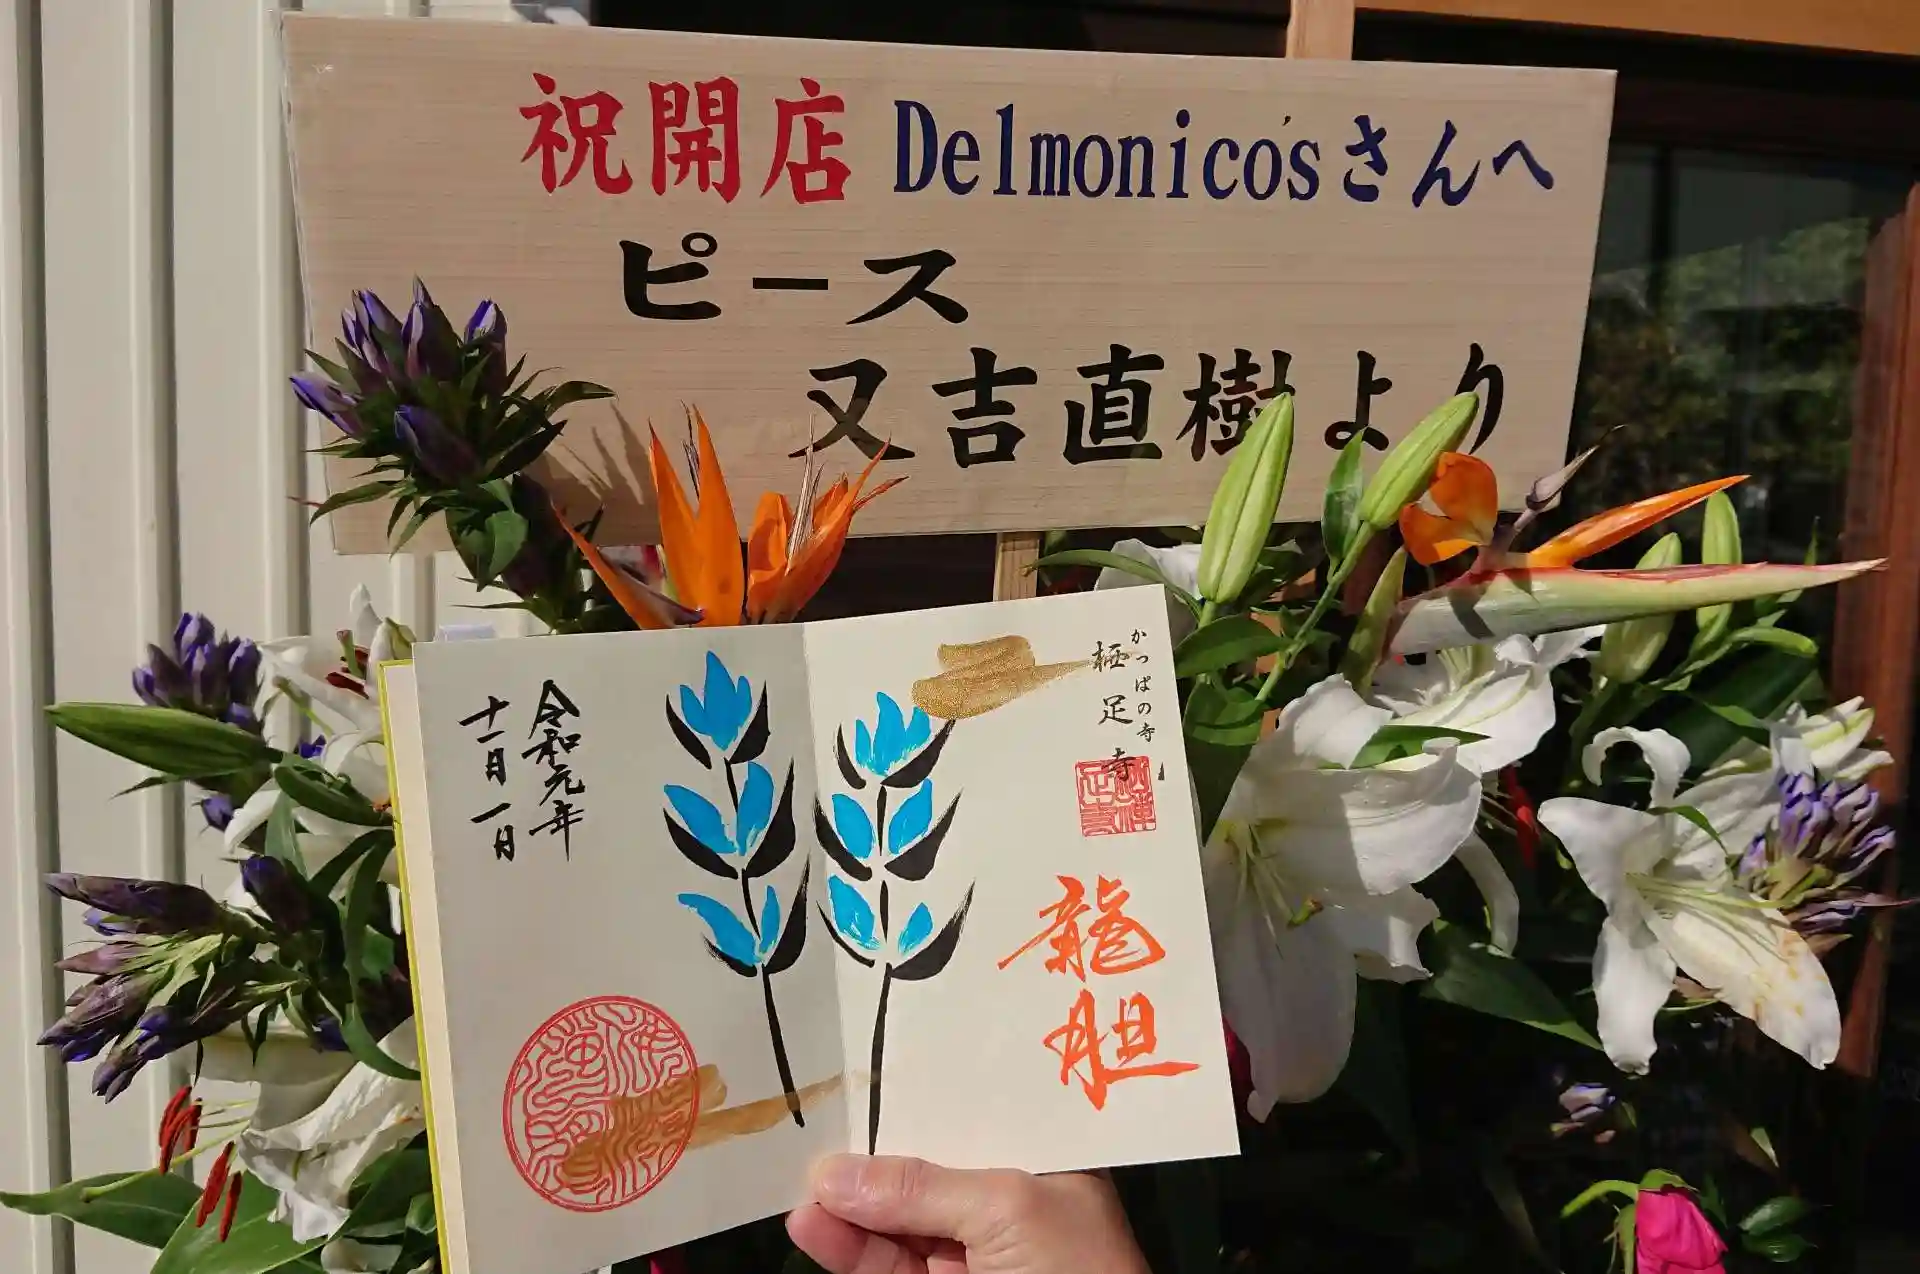 祝開店 Delmonico'sさんへ
ピース
又吉直樹より
かっぱの寺
栖足寺
龍胆
令和元年
十一月一日